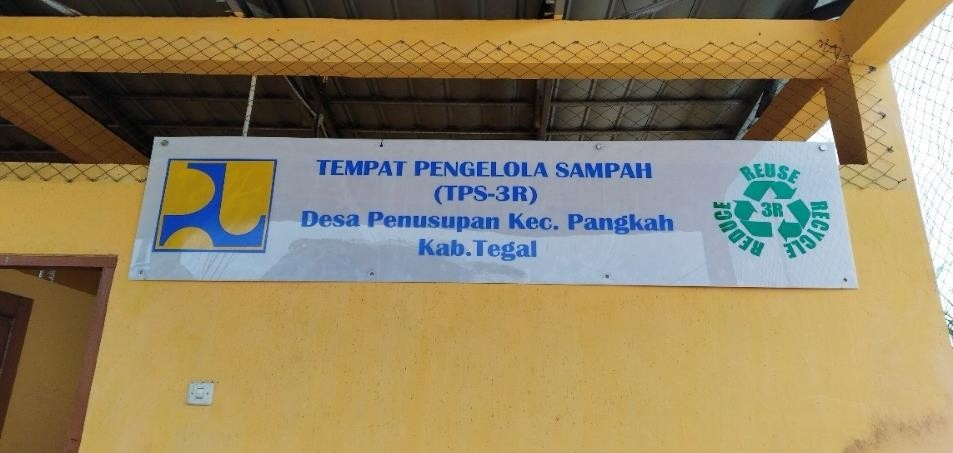 TEMPAT PENGELOLA SAMPAH
(TPS-3R)
Desa Penusupan Kec. Pangkah
Kab.Tegal
REDUCE
REUSE
RECYCLE
3R